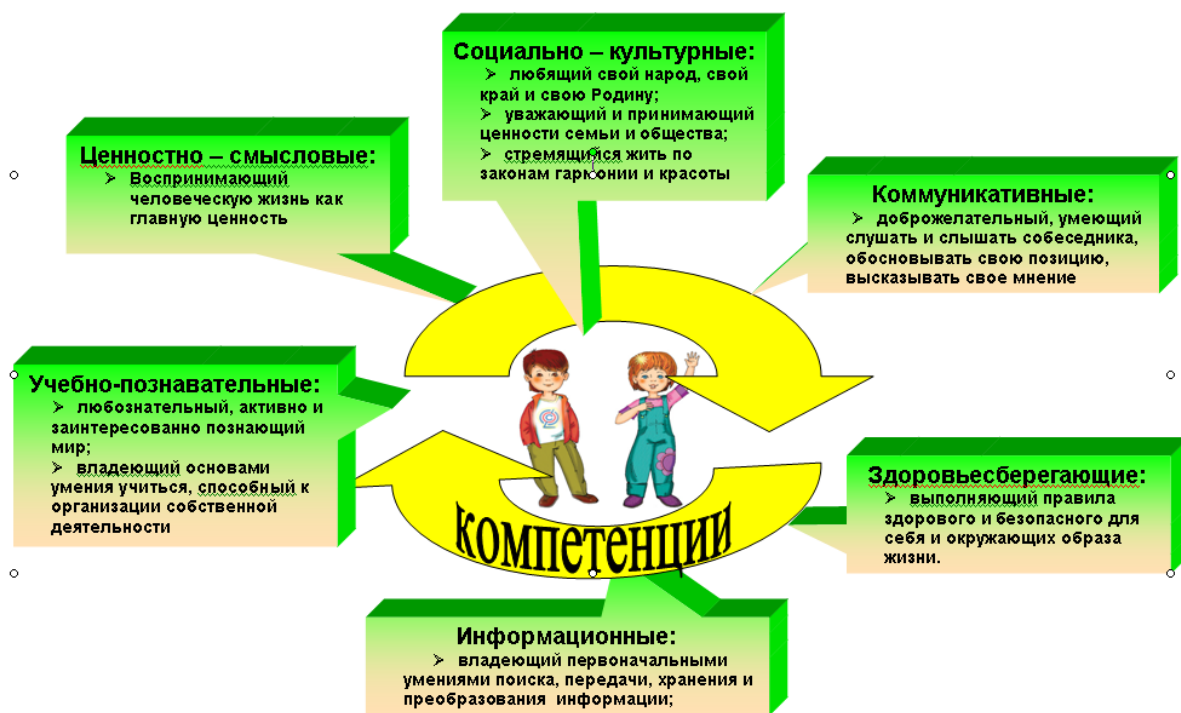 Социально – культурные:
➢ любящий свой народ, свой
край и свою Родину;
➢ уважающий и принимающий
ценности семьи и общества;
➢ стремящийся жить по
законам гармонии и красоты
Ценностно – смысловые:
➢ Воспринимающий
человеческую жизнь как
главную ценность
Коммуникативные:
➢ доброжелательный, умеющий
слушать и слышать собеседника,
обосновывать свою позицию,
высказывать свое мнение
Учебно-познавательные:
➢ любознательный, активно и
заинтересованно познающий
мир;
➢ владеющий основами
умения учиться, способный к
организации собственной
деятельности
Здоровьесберегающие:
➢ выполняющий правила
здорового и безопасного для
себя и окружающих образа
жизни.
компетенции
Информационные:
➢ владеющий первоначальными
умениями поиска, передачи, хранения и
преобразования информации;